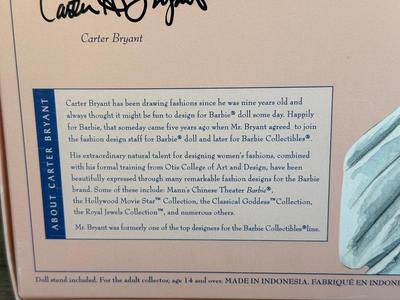 Carter Bryant
Carter Bryant
ABOUT CARTER BRYANT
Carter Bryant has been drawing fashions since he was nine years old and
always thought it might be fun to design for Barbie® doll some day. Happily
for Barbie, that someday came five years ago when Mr. Bryant agreed to join
the fashion design staff for Barbie® doll and later for Barbie Collectibles®.
His extraordinary natural talent for designing women's fashions, combined
with his formal training from Otis College of Art and Design, have been
beautifully expressed through many remarkable fashion designs for the Barbie
brand. Some of these include: Mann's Chinese Theater Barbie®,
the Hollywood Movie Star™ Collection, the Classical Goddess™Collection,
the Royal Jewels Collection™, and numerous others.
Mr. Bryant was formerly one of the top designers for the Barbie Collectibles®line.
Doll stand included. For the adult collector, age 14 and over. MADE IN INDONESIA. FABRIQUÉ EN INDON